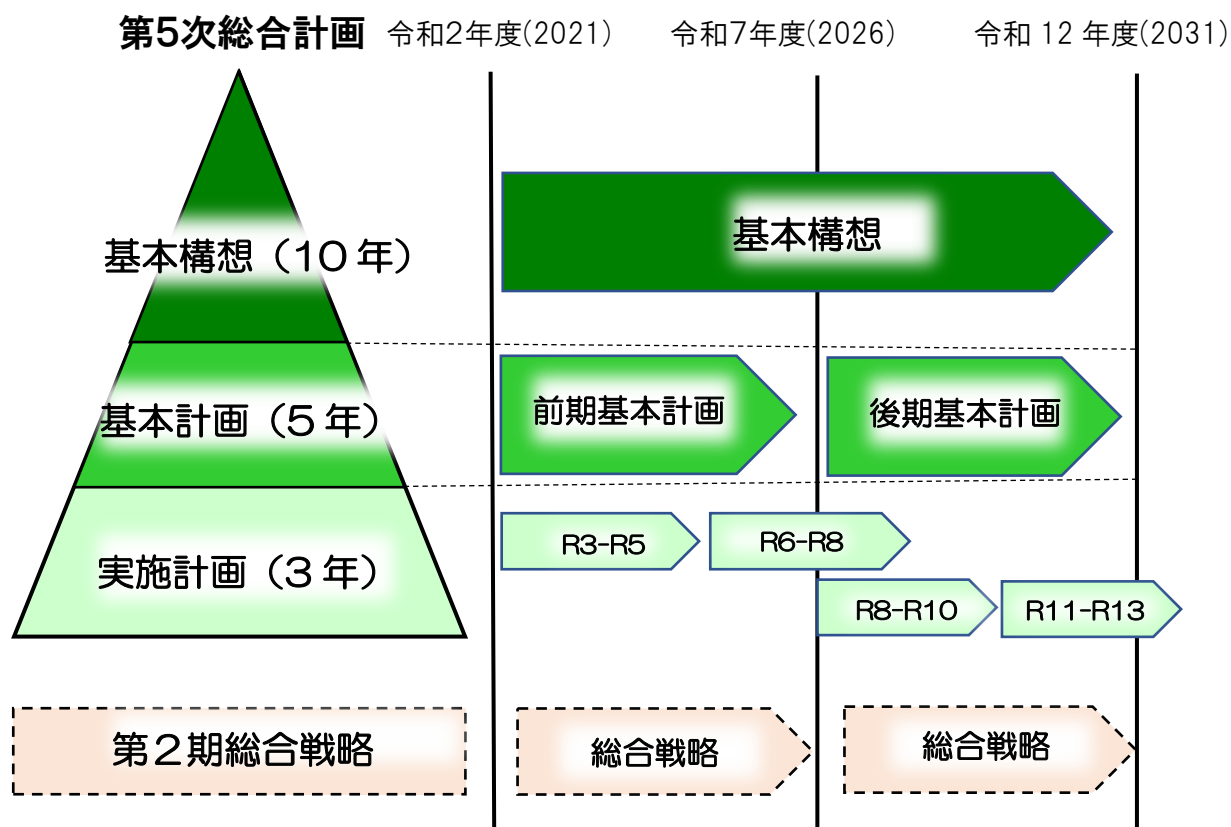 第5次総合計画 令和2年度(2021) 令和7年度(2026) 令和 12 年度(2031)
基本構想（10 年） 基本構想
基本計画（5 年） 前期基本計画 後期基本計画
実施計画（3 年） R3-R5 R6-R8
R8-R10 R11-R13
第２期総合戦略 総合戦略 総合戦略